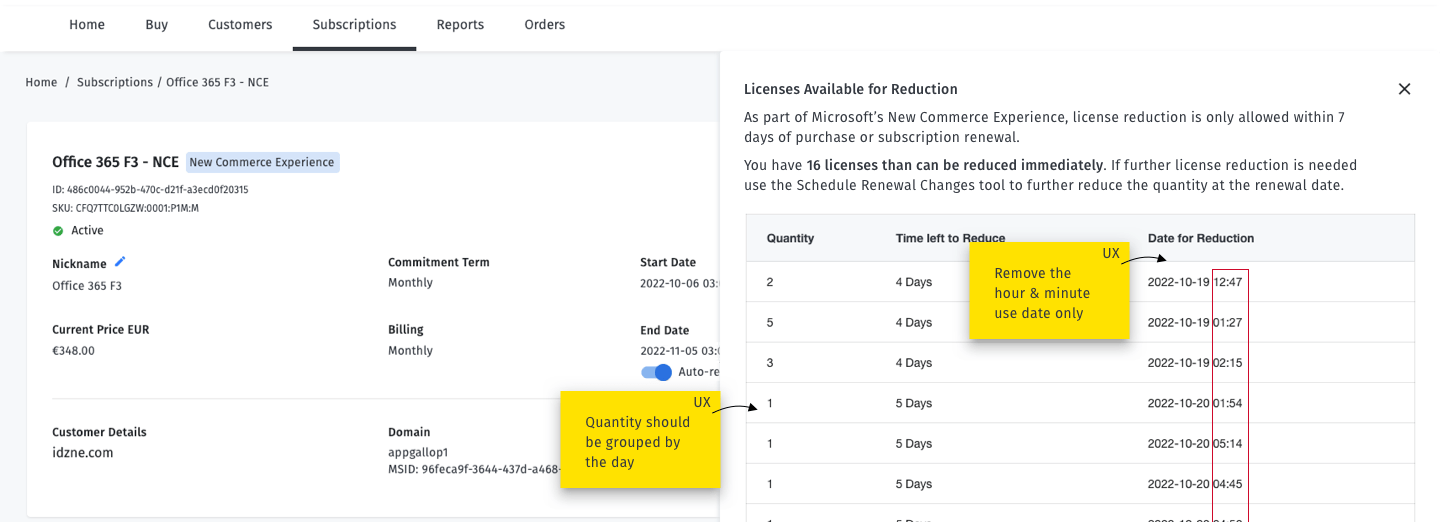 Home Buy Customers Subscriptions Reports Orders
Home / Subscriptions / Office 365 F3 - NCE
Office 365 F3 - NCE New Commerce Experience
ID: 486c0044-952b-470c-d21f-a3ecd0f20315
SKU: CFQ7TTC0LGZW:0001:P1M:M
Active
Nickname Commitment Term Start Date
Office 365 F3 Monthly 2022-10-06 03:
Current Price EUR Billing End Date
€348.00 Monthly 2022-11-05 03:
Auto-re
Customer Details Domain
idzne.com appgallop1
MSID: 96feca9f-3644-437d-a468-
UX
Quantity should
be grouped by
the day
Licenses Available for Reduction
As part of Microsoft's New Commerce Experience, license reduction is only allowed within 7
days of purchase or subscription renewal.
You have 16 licenses than can be reduced immediately. If further license reduction is needed
use the Schedule Renewal Changes tool to further reduce the quantity at the renewal date.
Quantity Time left to Reduce Date for Reduction
2 4 Days 2022-10-19 12:47
5 4 Days 2022-10-19 01:27
3 4 Days 2022-10-19 02:15
1 5 Days 2022-10-20 01:54
1 5 Days 2022-10-20 05:14
1 5 Days 2022-10-20 04:45
UX
Remove the
hour & minute
use date only